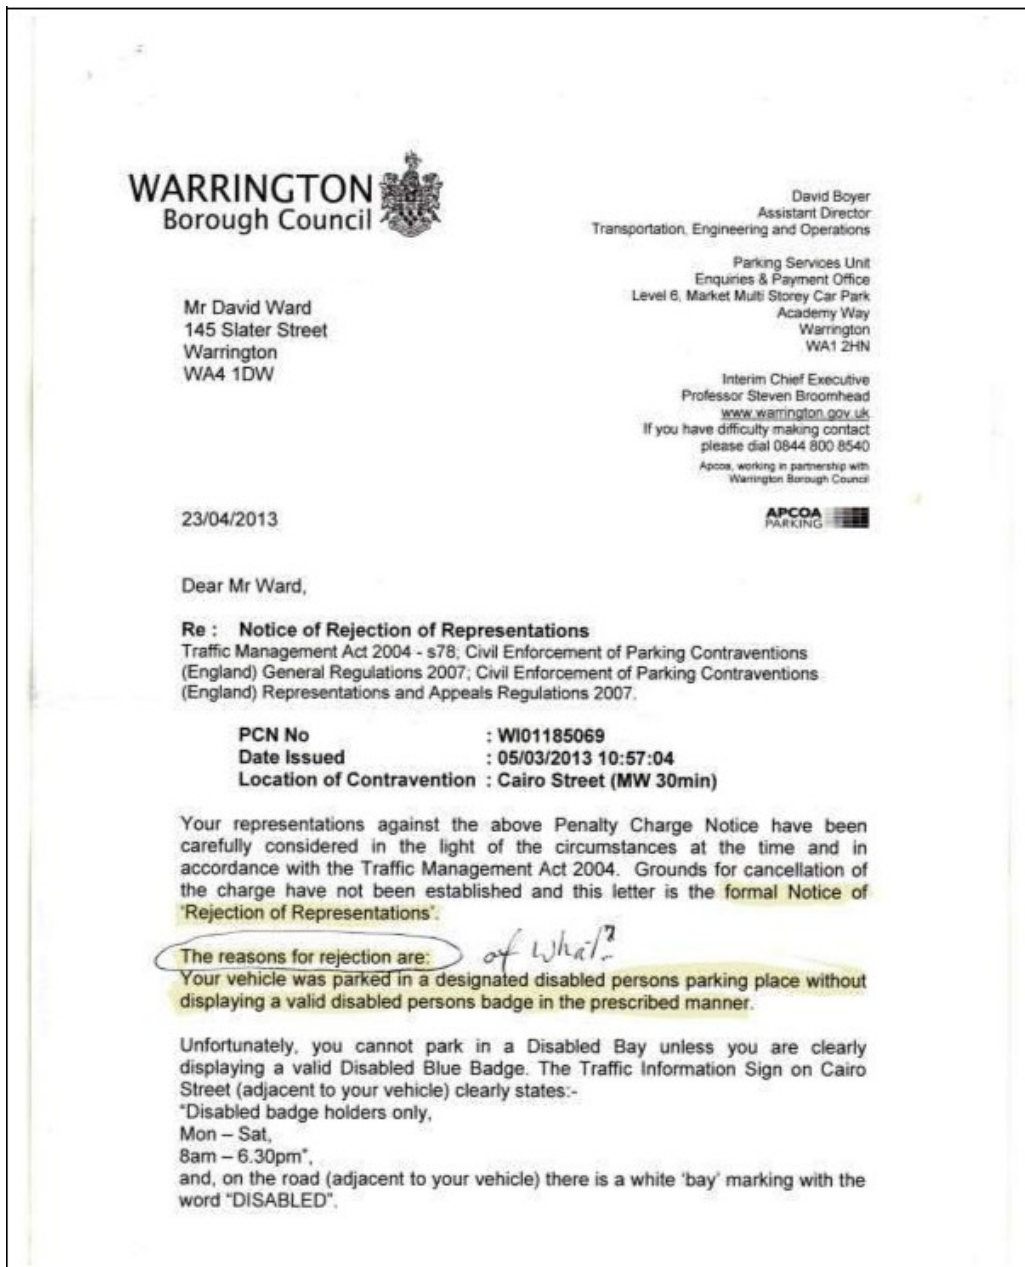 WARRINGTON
Borough Council
David Boyer
Assistant Director
Transportation, Engineering and Operations
Parking Services Unit
Enquiries & Payment Office
Level 6, Market Multi Storey Car Park
Academy Way
Warrington
WA1 2HN
Mr David Ward
145 Slater Street
Warrington
WA4 1DW
Interim Chief Executive
Professor Steven Broomhead
www.warrington.gov.uk
If you have difficulty making contact
please dial 0844 800 8540
Apcoa, working in partnership with
Warrington Borough Council
APCOA
PARKING
23/04/2013
Dear Mr Ward,
Re : Notice of Rejection of Representations
Traffic Management Act 2004 - s78; Civil Enforcement of Parking Contraventions
(England) General Regulations 2007; Civil Enforcement of Parking Contraventions
(England) Representations and Appeals Regulations 2007.
PCN No : WI01185069
Date Issued : 05/03/2013 10:57:04
Location of Contravention : Cairo Street (MW 30min)
Your representations against the above Penalty Charge Notice have been
carefully considered in the light of the circumstances at the time and in
accordance with the Traffic Management Act 2004. Grounds for cancellation of
the charge have not been established and this letter is the formal Notice of
'Rejection of Representations'.
The reasons for rejection are: of what?
Your vehicle was parked in a designated disabled persons parking place without
displaying a valid disabled persons badge in the prescribed manner.
Unfortunately, you cannot park in a Disabled Bay unless you are clearly
displaying a valid Disabled Blue Badge. The Traffic Information Sign on Cairo
Street (adjacent to your vehicle) clearly states:-
"Disabled badge holders only,
Mon – Sat,
8am – 6.30pm",
and, on the road (adjacent to your vehicle) there is a white 'bay' marking with the
word "DISABLED".